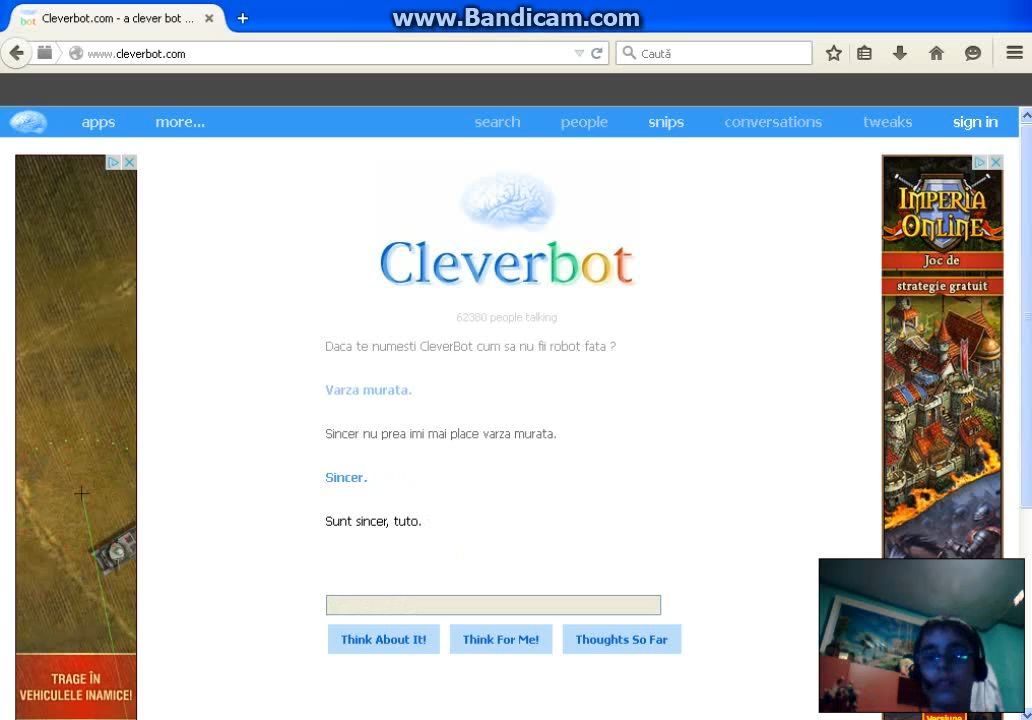 www.Bandicam.com
Cleverbot.com - a clever bot ...
www.cleverbot.com
Caută
apps
more...
search
people
snips
conversations
tweaks
sign in
Cleverbot
62380 people talking
Daca te numesti CleverBot cum sa nu fii robot fata ?
Varza murata.
Sincer nu prea imi mai place varza murata.
Sincer.
Sunt sincer, tuto.
Think About It!
Think For Me!
Thoughts So Far
TRAGE ÎN
VEHICULELE INAMICE!
IMPERIA
ONLINE
Joc de
strategie gratuit